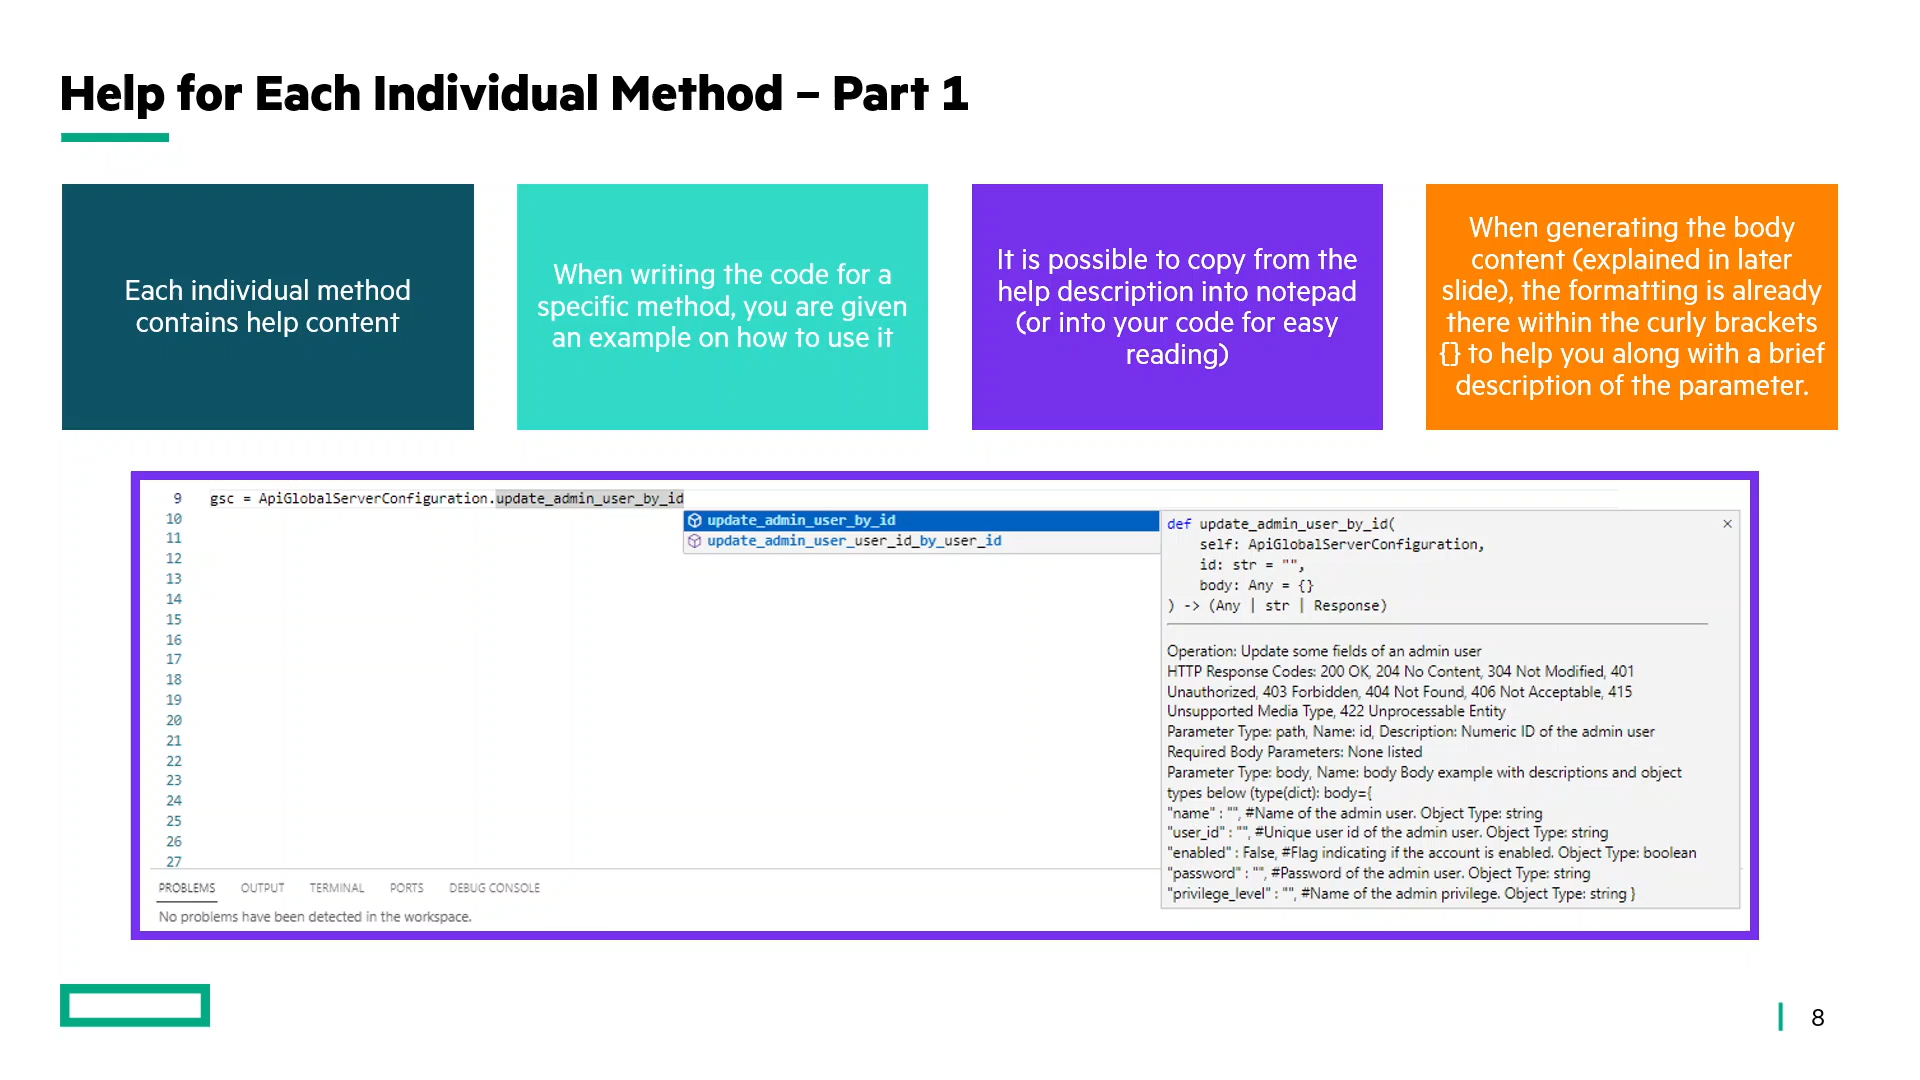 Help for Each Individual Method – Part 1
Each individual method
contains help content
When writing the code for a
specific method, you are given
an example on how to use it
It is possible to copy from the
help description into notepad
(or into your code for easy
reading)
When generating the body
content (explained in later
slide), the formatting is already
there within the curly brackets
{} to help you along with a brief
description of the parameter.
9 gsc = ApiGlobalServerConfiguration.update_admin_user_by_id
10
11
12
13
14
15
16
17
18
19
20
21
22
23
24
25
26
27
update_admin_user_by_id
update_admin_user_user_id_by_user_id
def update_admin_user_by_id(
self: ApiGlobalServerConfiguration,
id: str = "",
body: Any = {}
) -> (Any | str | Response)
Operation: Update some fields of an admin user
HTTP Response Codes: 200 OK, 204 No Content, 304 Not Modified, 401
Unauthorized, 403 Forbidden, 404 Not Found, 406 Not Acceptable, 415
Unsupported Media Type, 422 Unprocessable Entity
Parameter Type: path, Name: id, Description: Numeric ID of the admin user
Required Body Parameters: None listed
Parameter Type: body, Name: body Body example with descriptions and object
types below (type(dict): body={
"name" : "", #Name of the admin user. Object Type: string
"user_id" : "", #Unique user id of the admin user. Object Type: string
"enabled" : False, #Flag indicating if the account is enabled. Object Type: boolean
"password" : "", #Password of the admin user. Object Type: string
"privilege_level" : "", #Name of the admin privilege. Object Type: string }
PROBLEMS OUTPUT TERMINAL PORTS DEBUG CONSOLE
No problems have been detected in the workspace.
8